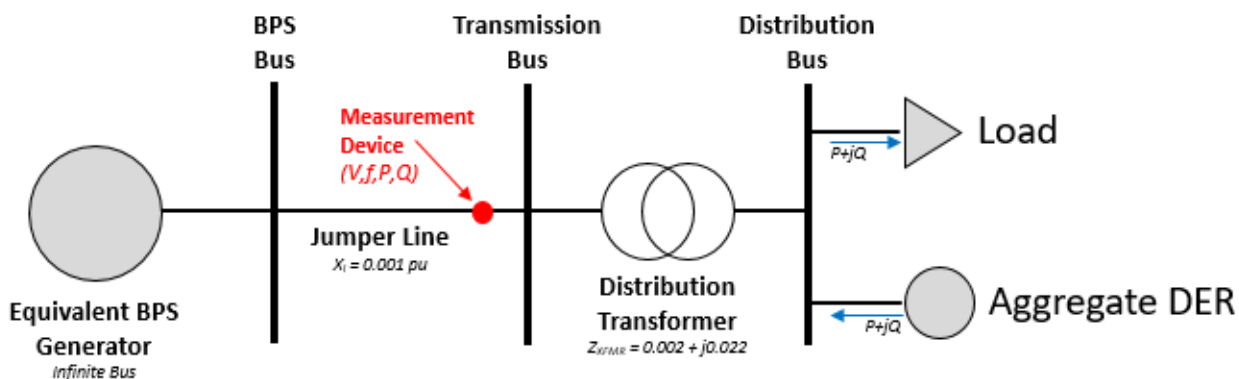 BPS
Bus
Transmission
Bus
Distribution
Bus
Measurement
Device
(V,f,P,Q)
P+jQ
Load
Jumper Line
Xₗ = 0.001 pu
Equivalent BPS
Generator
Infinite Bus
Distribution
Transformer
Z_XFMR = 0.002 + j0.022
P+jQ
Aggregate DER